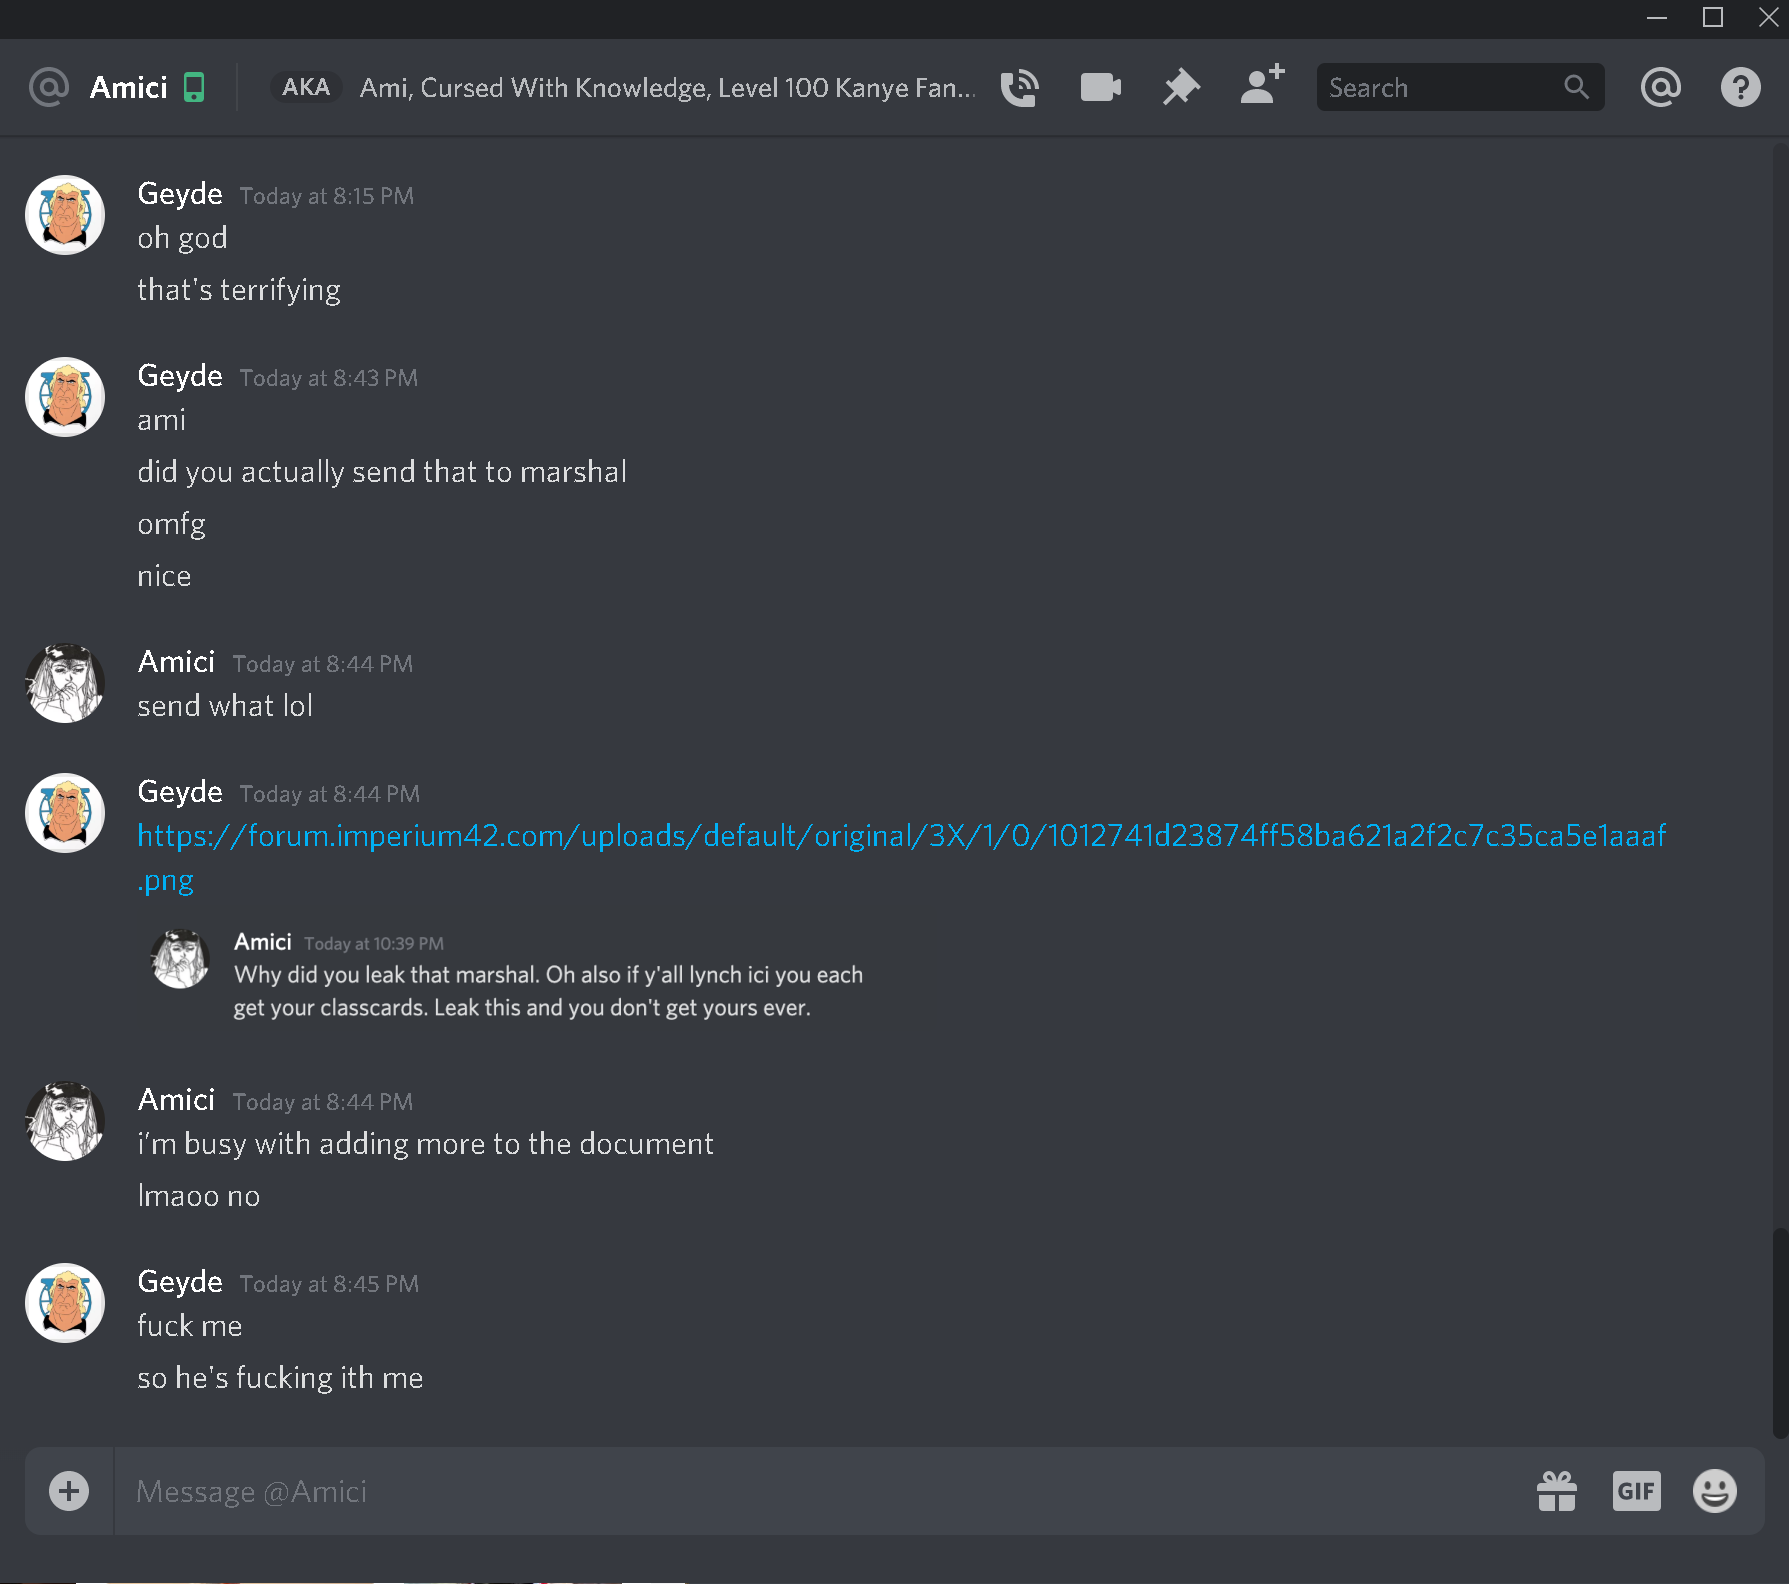 Amici AKA Ami, Cursed With Knowledge, Level 100 Kanye Fan... Search
Geyde Today at 8:15 PM
oh god
that's terrifying
Geyde Today at 8:43 PM
ami
did you actually send that to marshal
omfg
nice
Amici Today at 8:44 PM
send what lol
Geyde Today at 8:44 PM
https://forum.imperium42.com/uploads/default/original/3X/1/0/1012741d23874ff58ba621a2f2c7c35ca5e1aaaf
.png
Amici Today at 10:39 PM
Why did you leak that marshal. Oh also if y'all lynch ici you each
get your classcards. Leak this and you don't get yours ever.
Amici Today at 8:44 PM
i'm busy with adding more to the document
lmaoo no
Geyde Today at 8:45 PM
fuck me
so he's fucking ith me
Message @Amici GIF